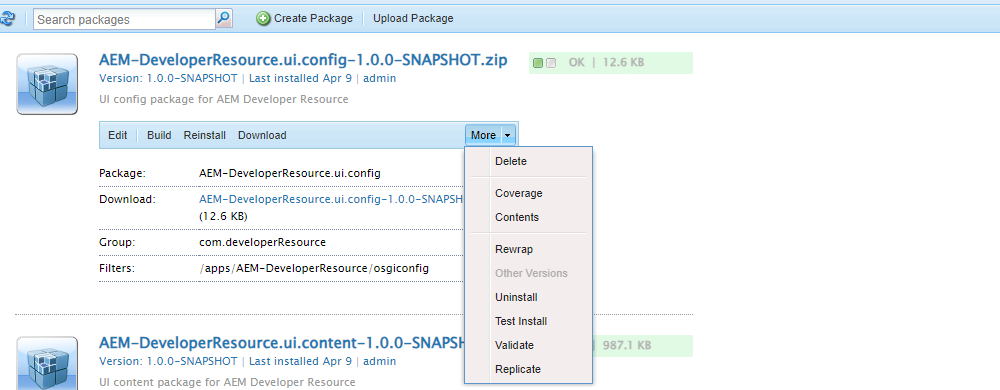 Search packages Create Package Upload Package
AEM-DeveloperResource.ui.config-1.0.0-SNAPSHOT.zip OK | 12.6 KB
Version: 1.0.0-SNAPSHOT | Last installed Apr 9 | admin
UI config package for AEM Developer Resource
Edit Build Reinstall Download More
Delete
Package: AEM-DeveloperResource.ui.config
Coverage
Download: AEM-DeveloperResource.ui.config-1.0.0-SNAPSH
(12.6 KB)
Contents
Group: com.developerResource
Rewrap
Filters: /apps/AEM-DeveloperResource/osgiconfig
Other Versions
Uninstall
Test Install
AEM-DeveloperResource.ui.content-1.0.0-SNAPSH 987.1 KB
Validate
Version: 1.0.0-SNAPSHOT | Last installed Apr 9 | admin
Replicate
UI content package for AEM Developer Resource